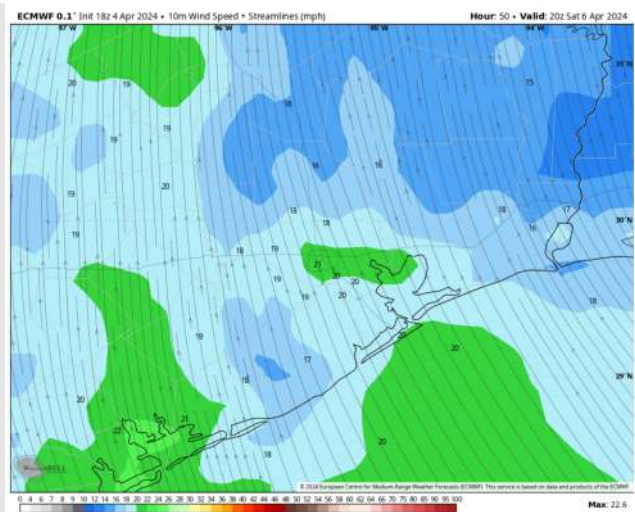 ECMWF 0.1° Init 18z 4 Apr 2024 • 10m Wind Speed + Streamlines (mph) Hour: 50 • Valid: 20z Sat 6 Apr 2024
97°W 96°W 95°W 94°W
31°N
20 19 15
18
19 19
16 16
19 20
18 18 17
30°N
19 18 18 19 16
21 20 20
19
19 20
18
19 20 20
17
18 29°N
20
21
22
20
18
© 2024 European Centre for Medium-Range Weather Forecasts (ECMWF). This service is based on data and products of the ECMWF.
0 4 5 6 7 8 9 10 12 14 16 18 20 22 24 26 28 30 32 34 36 38 40 42 44 46 48 50 52 54 56 58 60 62 64 66 68 70 75 80 85 90 95 100
Max: 22.6